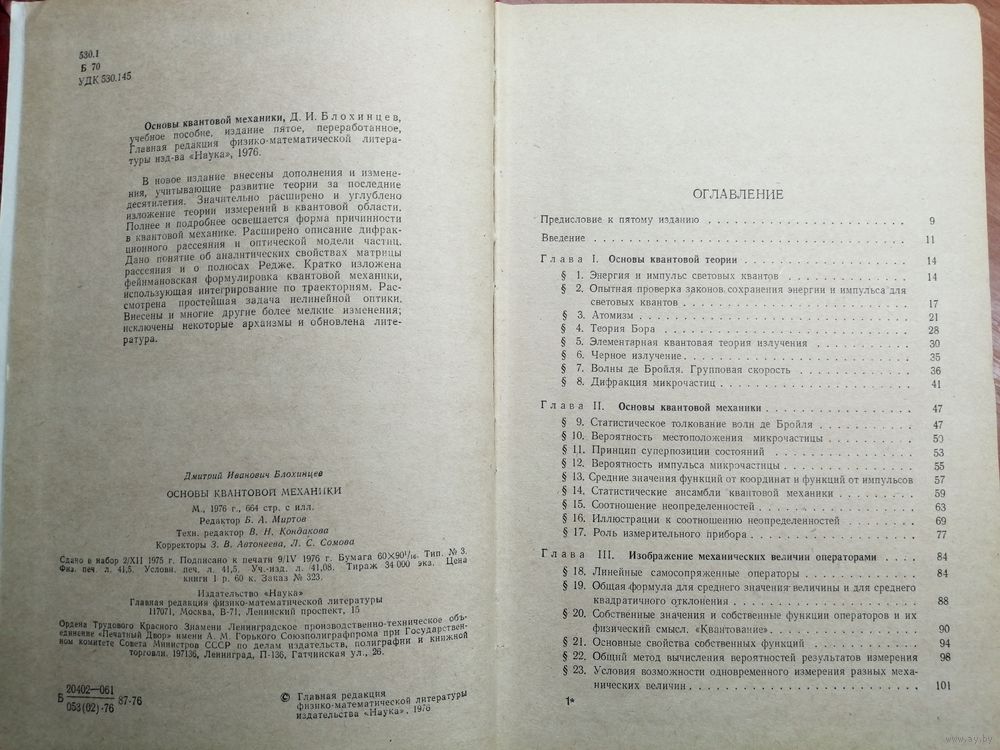 530.1
Б 70
УДК 530.145
Основы квантовой механики, Д. И. Блохинцев,
учебное пособие, издание пятое, переработанное,
Главная редакция физико-математической литера-
туры изд-ва «Наука», 1976.
В новое издание внесены дополнения и измене-
ния, учитывающие развитие теории за последние
десятилетия. Значительно расширено и углублено
изложение теории измерений в квантовой области.
Полнее и подробнее освещается форма причинности
в квантовой механике. Расширено описание дифрак-
ционного рассеяния и оптической модели частиц.
Дано понятие об аналитических свойствах матрицы
рассеяния и о полюсах Редже. Кратко изложена
фейнмановская формулировка квантовой механики,
использующая интегрирование по траекториям. Рас-
смотрена простейшая задача нелинейной оптики.
Внесены и многие другие более мелкие изменения;
исключены некоторые архаизмы и обновлена лите-
ратура.
Дмитрий Иванович Блохинцев
ОСНОВЫ КВАНТОВОЙ МЕХАНИКИ
М., 1976 г., 664 стр. с илл.
Редактор Б. А. Миртов
Техн. редактор В. Н. Кондакова
Корректоры З. В. Автонеева, Л. С. Сомова
Сдано в набор 2/XII 1975 г. Подписано к печати 9/IV 1976 г. Бумага 60×90 1/16. Тип. № 3.
Физ. печ. л. 41,5. Условн. печ. л. 41,5. Уч.-изд. л. 41,08. Тираж 34 000 экз. Цена
книги 1 р. 60 к. Заказ № 323.
Издательство «Наука»
Главная редакция физико-математической литературы
117071, Москва, В-71, Ленинский проспект, 15
Ордена Трудового Красного Знамени Ленинградское производственно-техническое объ-
единение «Печатный Двор» имени А. М. Горького Союзполиграфпрома при Государствен-
ном комитете Совета Министров СССР по делам издательств, полиграфии и книжной
торговли. 197136, Ленинград, П-136, Гатчинская ул., 26.
Б 20402—061
053(02)-76 87-76
© Главная редакция
физико-математической литературы
издательства «Наука», 1976
ОГЛАВЛЕНИЕ
Предисловие к пятому изданию . . . 9
Введение . . . 11
Глава I. Основы квантовой теории . . . 14
§ 1. Энергия и импульс световых квантов . . . 14
§ 2. Опытная проверка законов сохранения энергии и импульса для
световых квантов . . . 17
§ 3. Атомизм . . . 21
§ 4. Теория Бора . . . 28
§ 5. Элементарная квантовая теория излучения . . . 30
§ 6. Черное излучение . . . 35
§ 7. Волны де Бройля. Групповая скорость . . . 36
§ 8. Дифракция микрочастиц . . . 41
Глава II. Основы квантовой механики . . . 47
§ 9. Статистическое толкование волн де Бройля . . . 47
§ 10. Вероятность местоположения микрочастицы . . . 50
§ 11. Принцип суперпозиции состояний . . . 53
§ 12. Вероятность импульса микрочастицы . . . 55
§ 13. Средние значения функций от координат и функций от импульсов 57
§ 14. Статистические ансамбли квантовой механики . . . 59
§ 15. Соотношение неопределенностей . . . 63
§ 16. Иллюстрации к соотношению неопределенностей . . . 69
§ 17. Роль измерительного прибора . . . 77
Глава III. Изображение механических величин операторами . . . 84
§ 18. Линейные самосопряженные операторы . . . 84
§ 19. Общая формула для среднего значения величины и для среднего
квадратичного отклонения . . . 88
§ 20. Собственные значения и собственные функции операторов и их
физический смысл. «Квантование» . . . 90
§ 21. Основные свойства собственных функций . . . 94
§ 22. Общий метод вычисления вероятностей результатов измерения 98
§ 23. Условия возможности одновременного измерения разных меха-
нических величин . . . 101
1*
www.ay.by